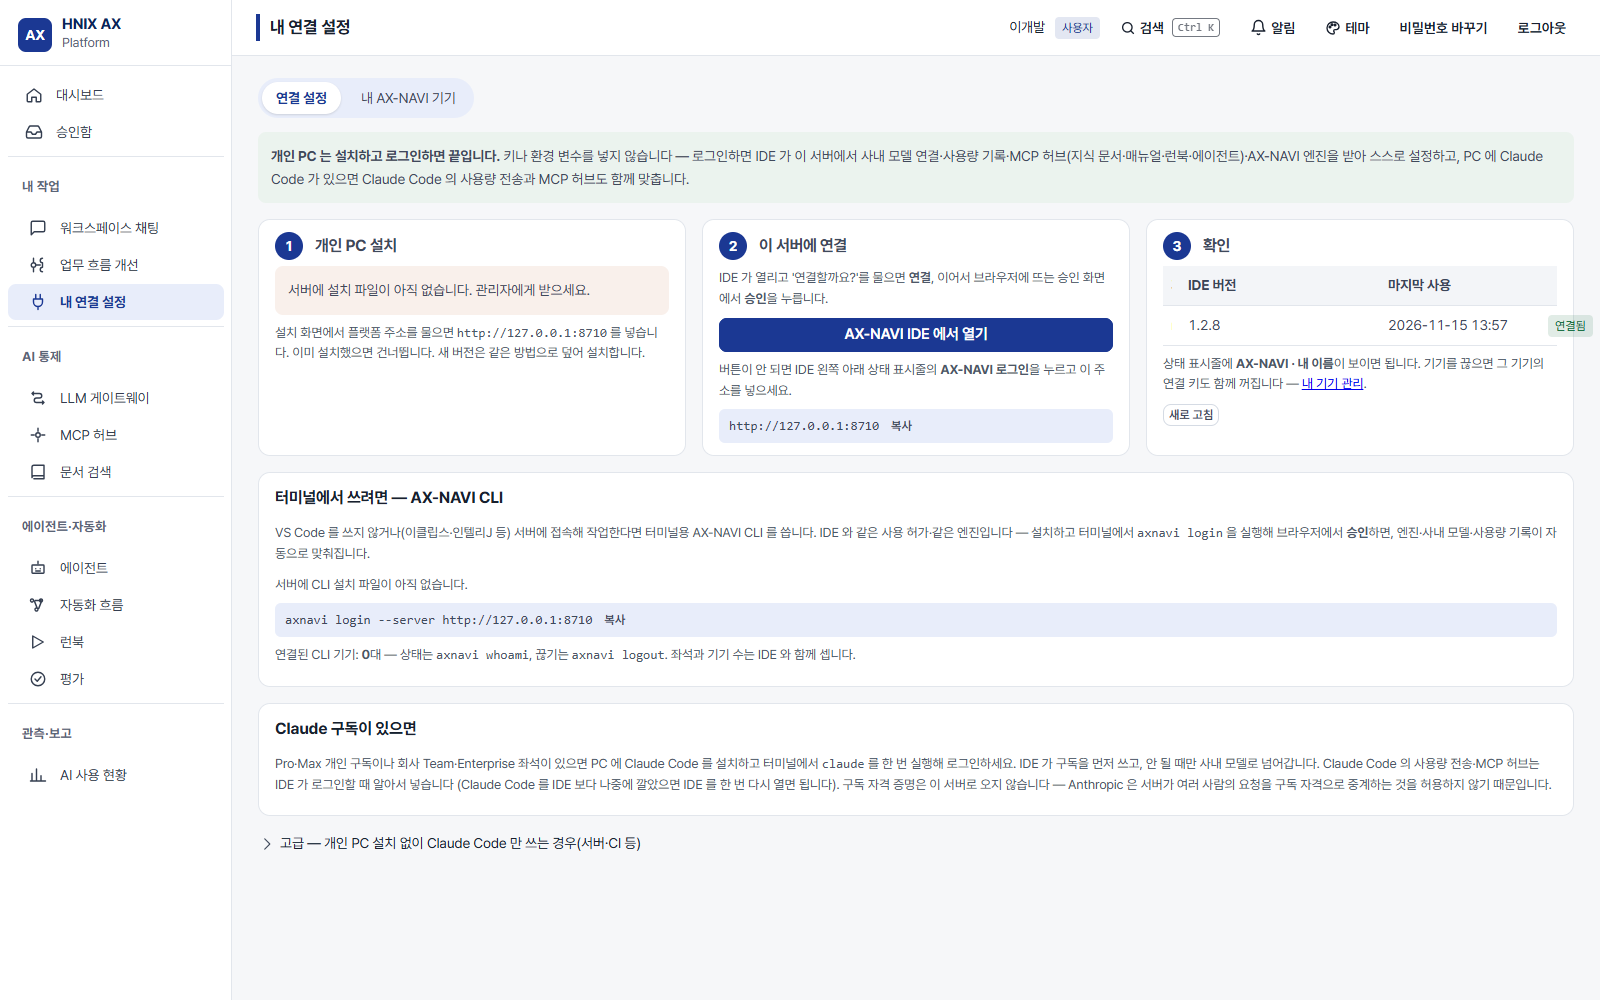 AX
HNIX AX
Platform
대시보드
승인함
내 작업
워크스페이스 채팅
업무 흐름 개선
내 연결 설정
AI 통제
LLM 게이트웨이
MCP 허브
문서 검색
에이전트·자동화
에이전트
자동화 흐름
런북
평가
관측·보고
AI 사용 현황
내 연결 설정
이개발 사용자 검색 Ctrl K 알림 테마 비밀번호 바꾸기 로그아웃
연결 설정 내 AX-NAVI 기기
개인 PC 는 설치하고 로그인하면 끝입니다. 키나 환경 변수를 넣지 않습니다 — 로그인하면 IDE 가 이 서버에서 사내 모델 연결·사용량 기록·MCP 허브(지식 문서·매뉴얼·런북·에이전트)·AX-NAVI 엔진을 받아 스스로 설정하고, PC 에 Claude
Code 가 있으면 Claude Code 의 사용량 전송과 MCP 허브도 함께 맞춥니다.
1 개인 PC 설치
서버에 설치 파일이 아직 없습니다. 관리자에게 받으세요.
설치 화면에서 플랫폼 주소를 물으면 http://127.0.0.1:8710 를 넣습니
다. 이미 설치했으면 건너뜁니다. 새 버전은 같은 방법으로 덮어 설치합니다.
2 이 서버에 연결
IDE 가 열리고 '연결할까요?'를 물으면 연결, 이어서 브라우저에 뜨는 승인 화면
에서 승인을 누릅니다.
AX-NAVI IDE 에서 열기
버튼이 안 되면 IDE 왼쪽 아래 상태 표시줄의 AX-NAVI 로그인을 누르고 이 주
소를 넣으세요.
http://127.0.0.1:8710 복사
3 확인
IDE 버전 마지막 사용
1.2.8 2026-11-15 13:57 연결됨
상태 표시줄에 AX-NAVI · 내 이름이 보이면 됩니다. 기기를 끊으면 그 기기의
연결 키도 함께 꺼집니다 — 내 기기 관리.
새로 고침
터미널에서 쓰려면 — AX-NAVI CLI
VS Code 를 쓰지 않거나(이클립스·인텔리J 등) 서버에 접속해 작업한다면 터미널용 AX-NAVI CLI 를 씁니다. IDE 와 같은 사용 허가·같은 엔진입니다 — 설치하고 터미널에서 axnavi login 을 실행해 브라우저에서 승인하면, 엔진·사내 모델·사용량 기록이 자
동으로 맞춰집니다.
서버에 CLI 설치 파일이 아직 없습니다.
axnavi login --server http://127.0.0.1:8710 복사
연결된 CLI 기기: 0대 — 상태는 axnavi whoami, 끊기는 axnavi logout. 좌석과 기기 수는 IDE 와 함께 셉니다.
Claude 구독이 있으면
Pro·Max 개인 구독이나 회사 Team·Enterprise 좌석이 있으면 PC 에 Claude Code 를 설치하고 터미널에서 claude 를 한 번 실행해 로그인하세요. IDE 가 구독을 먼저 쓰고, 안 될 때만 사내 모델로 넘어갑니다. Claude Code 의 사용량 전송·MCP 허브는
IDE 가 로그인할 때 알아서 넣습니다 (Claude Code 를 IDE 보다 나중에 깔았으면 IDE 를 한 번 다시 열면 됩니다). 구독 자격 증명은 이 서버로 오지 않습니다 — Anthropic 은 서버가 여러 사람의 요청을 구독 자격으로 중계하는 것을 허용하지 않기 때문입니다.
고급 — 개인 PC 설치 없이 Claude Code 만 쓰는 경우(서버·CI 등)